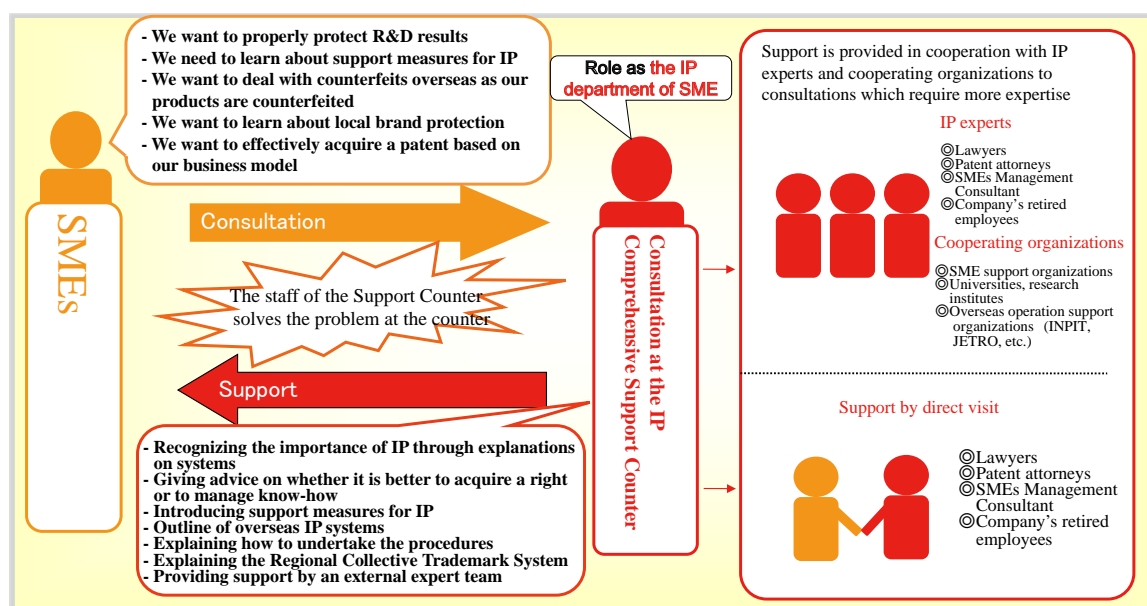 - We want to properly protect R&D results
- We need to learn about support measures for IP
- We want to deal with counterfeits overseas as our
products are counterfeited
- We want to learn about local brand protection
- We want to effectively acquire a patent based on
our business model
SMEs
Consultation
The staff of the Support Counter
solves the problem at the counter
Support
- Recognizing the importance of IP through explanations
on systems
- Giving advice on whether it is better to acquire a right
or to manage know-how
- Introducing support measures for IP
- Outline of overseas IP systems
- Explaining how to undertake the procedures
- Explaining the Regional Collective Trademark System
- Providing support by an external expert team
Role as the IP
department of SME
Consultation at the IP
Comprehensive Support Counter
Support is provided in cooperation with IP
experts and cooperating organizations to
consultations which require more expertise
IP experts
◎Lawyers
◎Patent attorneys
◎SMEs Management
Consultant
◎Company's retired
employees
Cooperating organizations
◎SME support organizations
◎Universities, research
institutes
◎Overseas operation support
organizations (INPIT,
JETRO, etc.)
Support by direct visit
◎Lawyers
◎Patent attorneys
◎SMEs Management
Consultant
◎Company's retired
employees